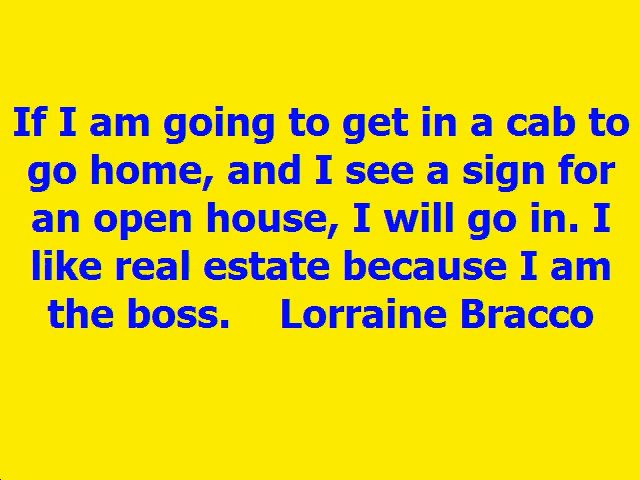 If I am going to get in a cab to
go home, and I see a sign for
an open house, I will go in. I
like real estate because I am
the boss.    Lorraine Bracco